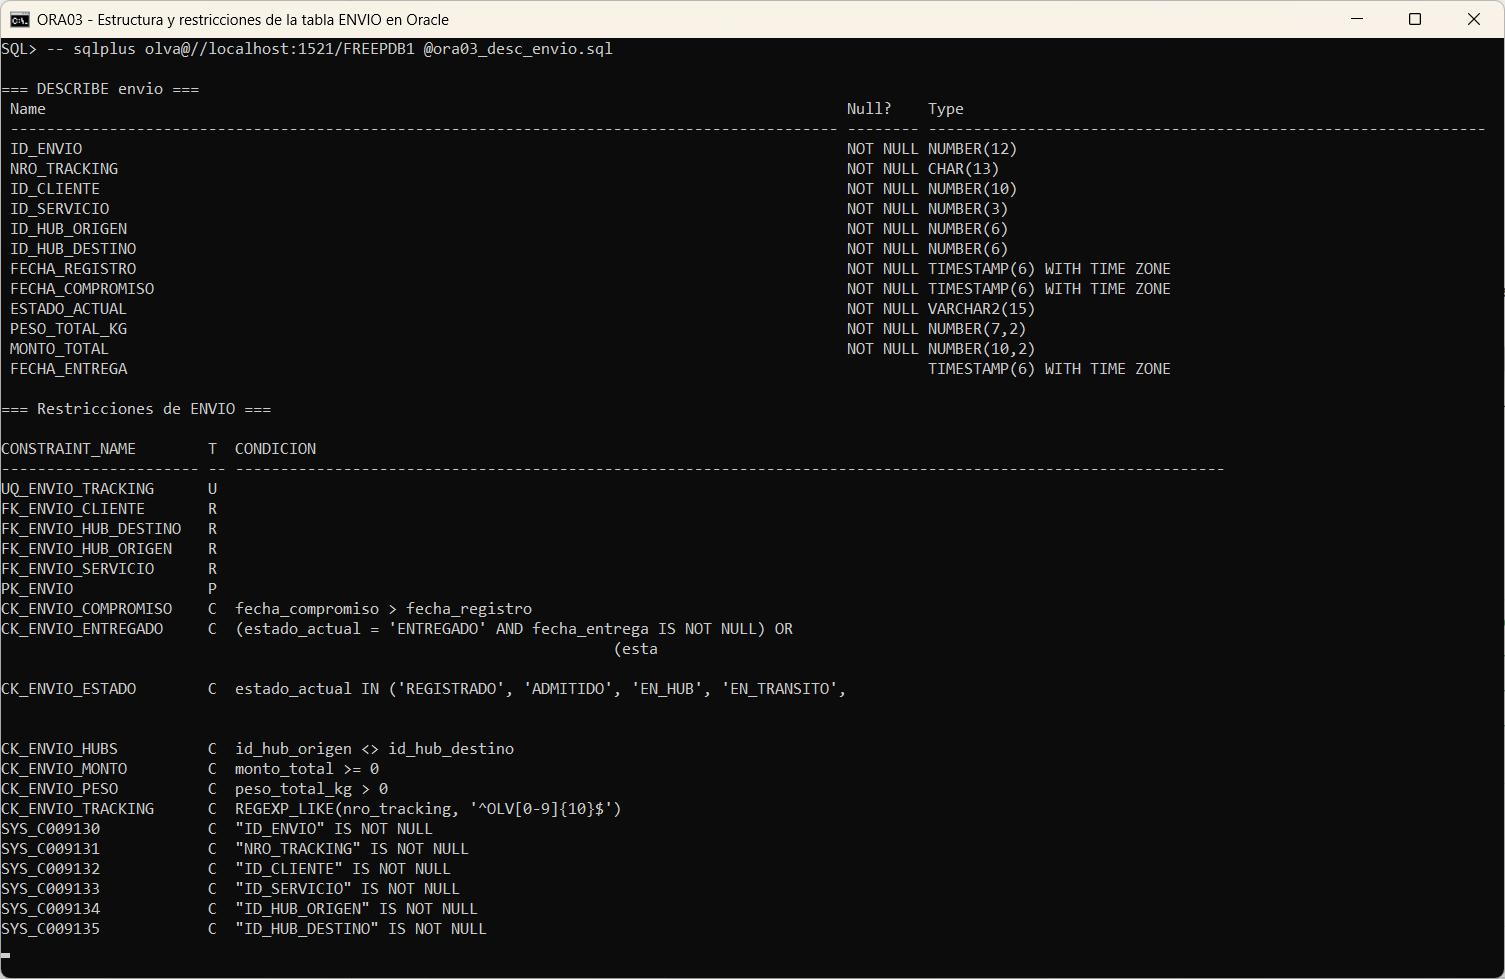 ORA03 - Estructura y restricciones de la tabla ENVIO en Oracle
SQL> -- sqlplus olva@//localhost:1521/FREEPDB1 @ora03_desc_envio.sql
=== DESCRIBE envio ===
Name Null? Type
-------------------------------------------------------------------------------------------- -------- --------------------------------------------------------------
ID_ENVIO NOT NULL NUMBER(12)
NRO_TRACKING NOT NULL CHAR(13)
ID_CLIENTE NOT NULL NUMBER(10)
ID_SERVICIO NOT NULL NUMBER(3)
ID_HUB_ORIGEN NOT NULL NUMBER(6)
ID_HUB_DESTINO NOT NULL NUMBER(6)
FECHA_REGISTRO NOT NULL TIMESTAMP(6) WITH TIME ZONE
FECHA_COMPROMISO NOT NULL TIMESTAMP(6) WITH TIME ZONE
ESTADO_ACTUAL NOT NULL VARCHAR2(15)
PESO_TOTAL_KG NOT NULL NUMBER(7,2)
MONTO_TOTAL NOT NULL NUMBER(10,2)
FECHA_ENTREGA TIMESTAMP(6) WITH TIME ZONE
=== Restricciones de ENVIO ===
CONSTRAINT_NAME T CONDICION
---------------------- -- --------------------------------------------------------------------------------------------------------------
UQ_ENVIO_TRACKING U
FK_ENVIO_CLIENTE R
FK_ENVIO_HUB_DESTINO R
FK_ENVIO_HUB_ORIGEN R
FK_ENVIO_SERVICIO R
PK_ENVIO P
CK_ENVIO_COMPROMISO C fecha_compromiso > fecha_registro
CK_ENVIO_ENTREGADO C (estado_actual = 'ENTREGADO' AND fecha_entrega IS NOT NULL) OR
(esta
CK_ENVIO_ESTADO C estado_actual IN ('REGISTRADO', 'ADMITIDO', 'EN_HUB', 'EN_TRANSITO',
CK_ENVIO_HUBS C id_hub_origen <> id_hub_destino
CK_ENVIO_MONTO C monto_total >= 0
CK_ENVIO_PESO C peso_total_kg > 0
CK_ENVIO_TRACKING C REGEXP_LIKE(nro_tracking, '^OLV[0-9]{10}$')
SYS_C009130 C "ID_ENVIO" IS NOT NULL
SYS_C009131 C "NRO_TRACKING" IS NOT NULL
SYS_C009132 C "ID_CLIENTE" IS NOT NULL
SYS_C009133 C "ID_SERVICIO" IS NOT NULL
SYS_C009134 C "ID_HUB_ORIGEN" IS NOT NULL
SYS_C009135 C "ID_HUB_DESTINO" IS NOT NULL